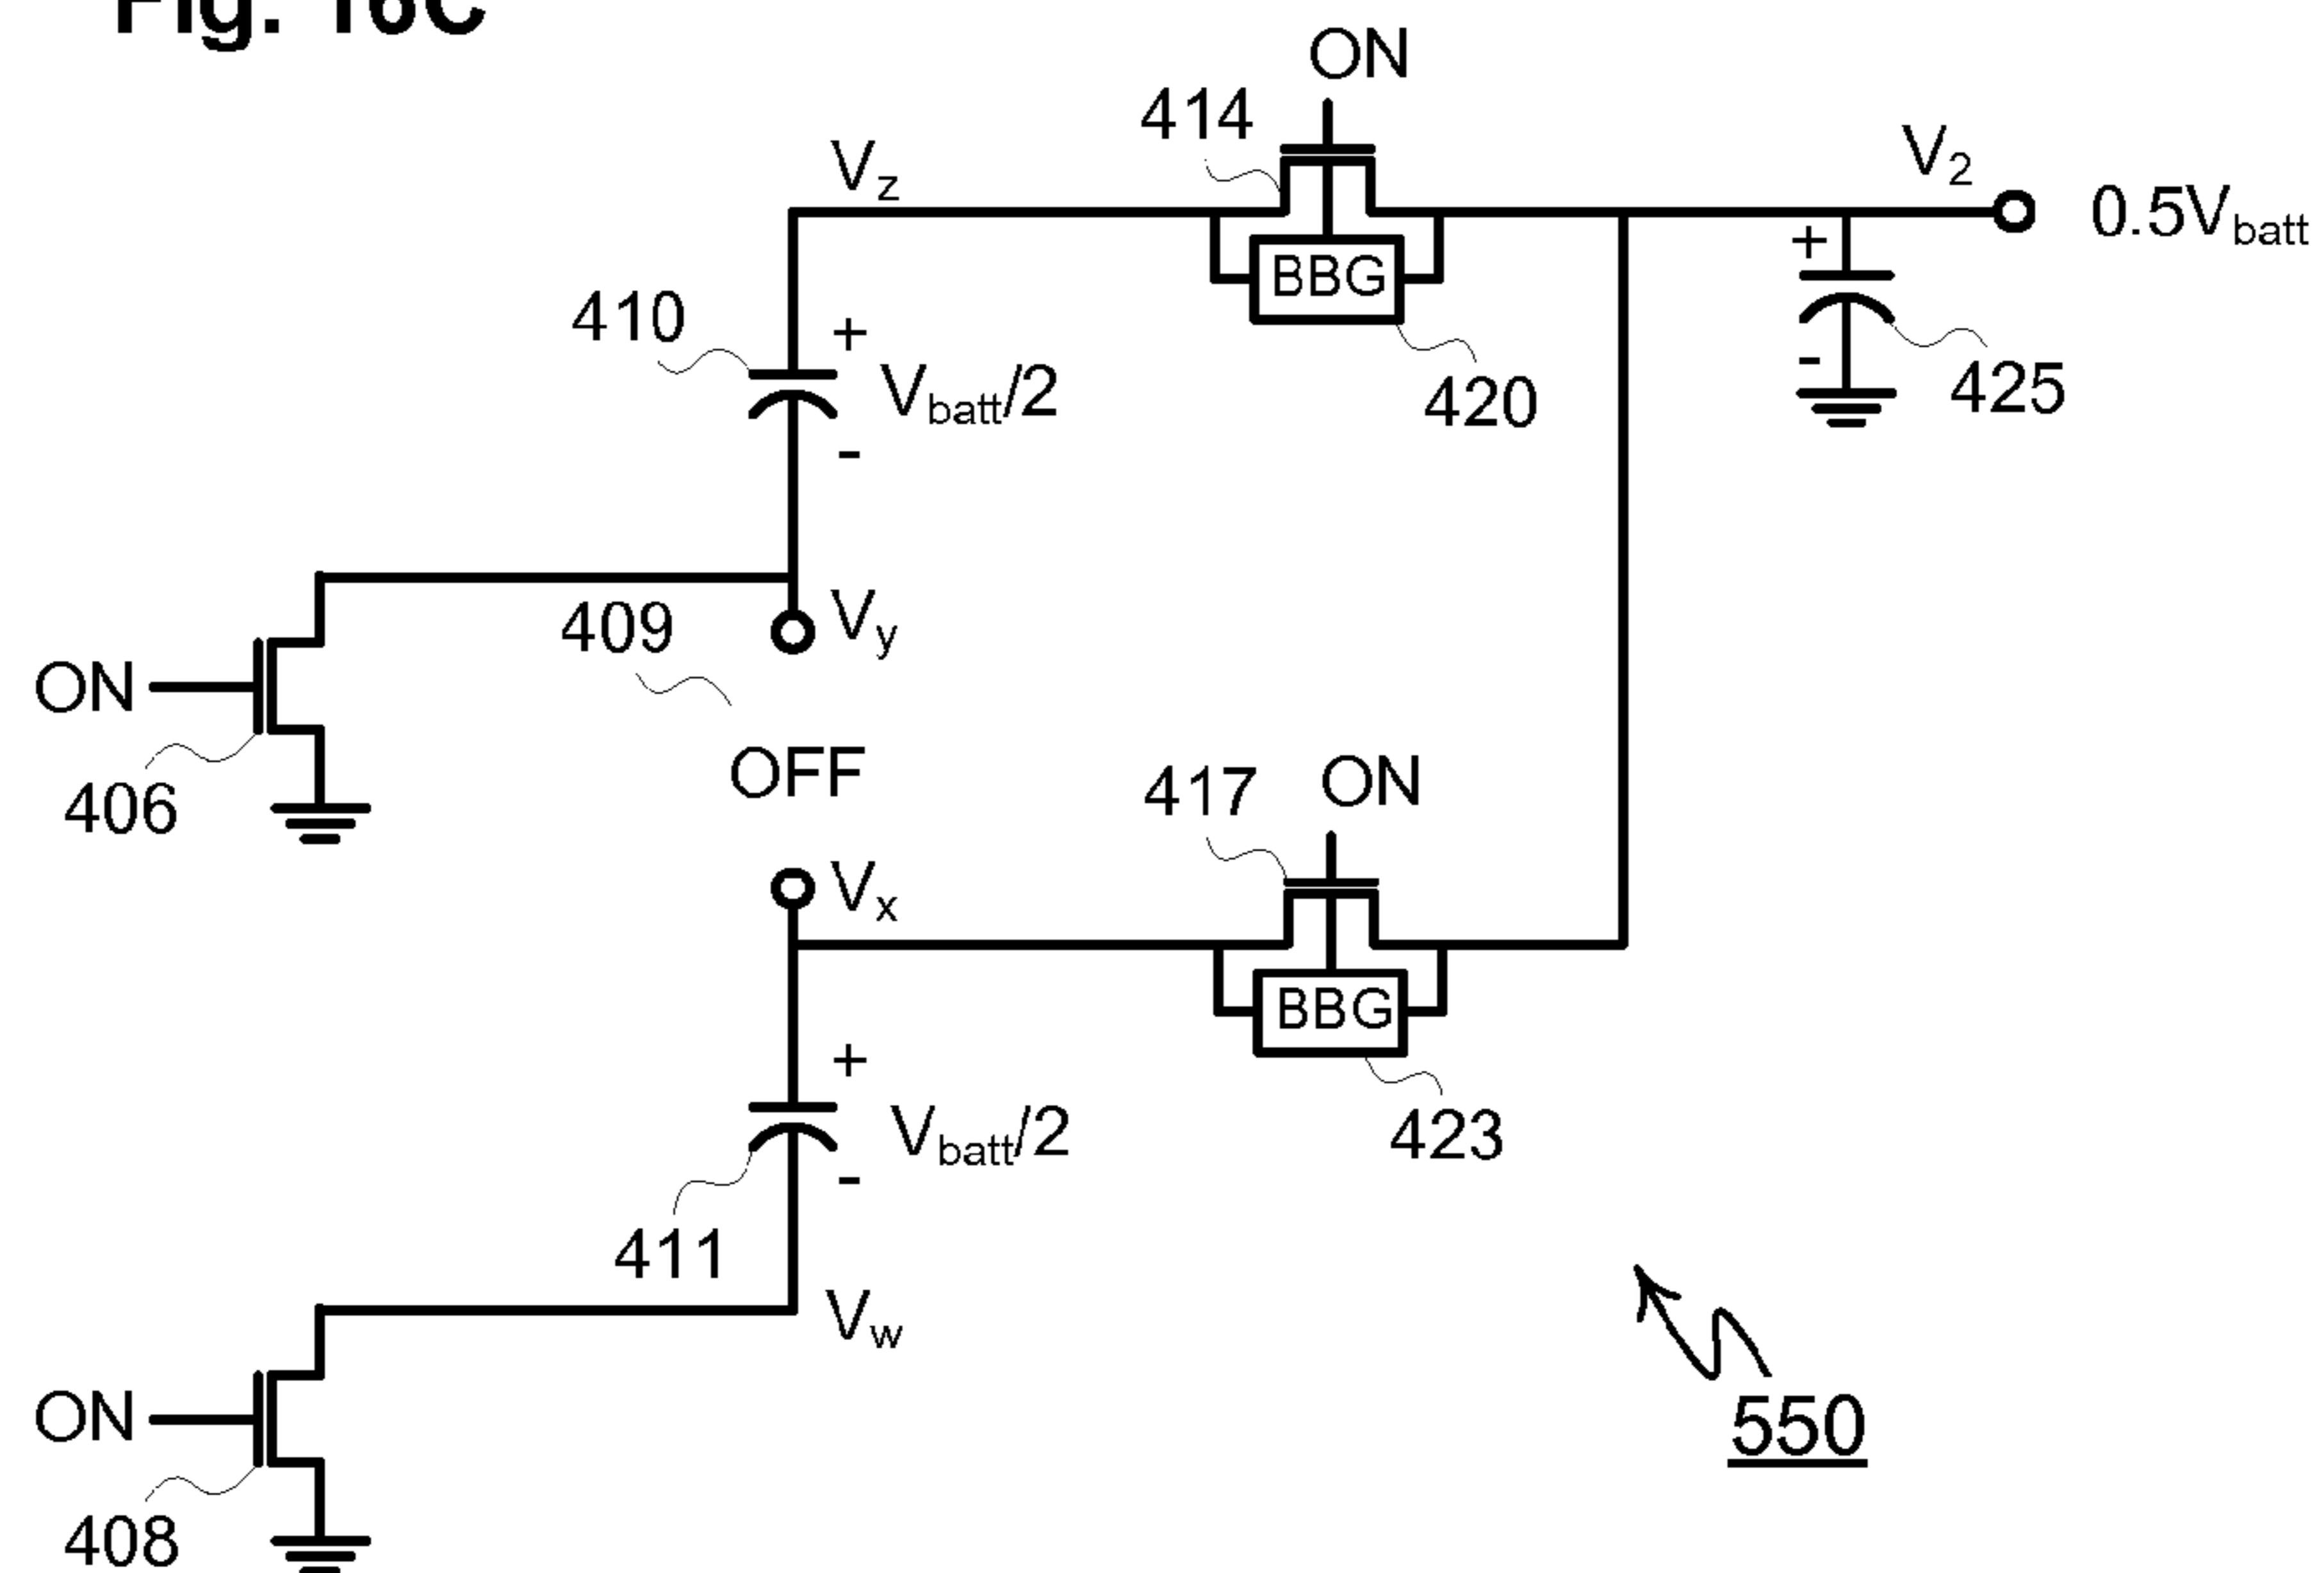 Fig. 16C
ON
414
V2
Vz
0.5Vbatt
BBG
410
+
+
Vbatt/2
-
420
425
-
409
Vy
ON
OFF
417
ON
406
Vx
BBG
+
Vbatt/2
423
-
411
Vw
ON
550
408